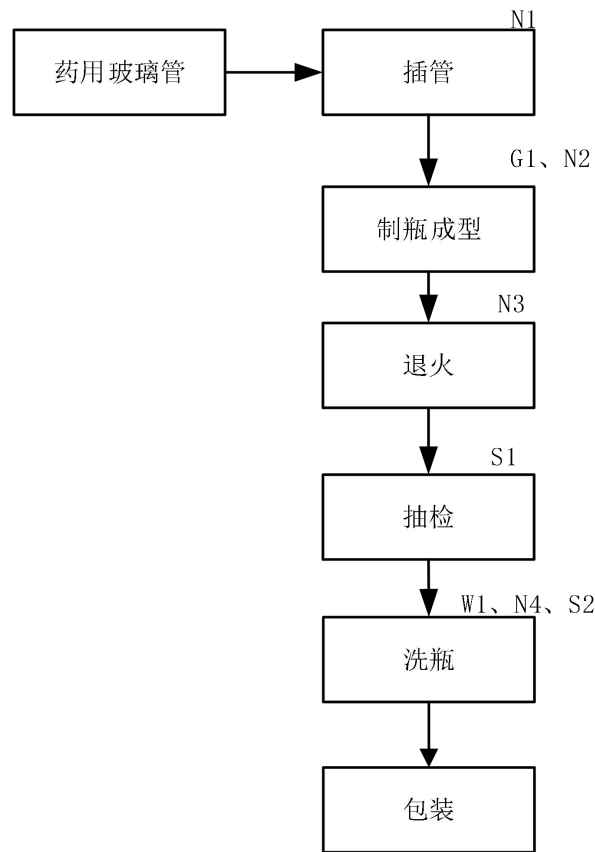 N1
药用玻璃管
插管
G1、N2
制瓶成型
N3
退火
S1
抽检
W1、N4、S2
洗瓶
包装